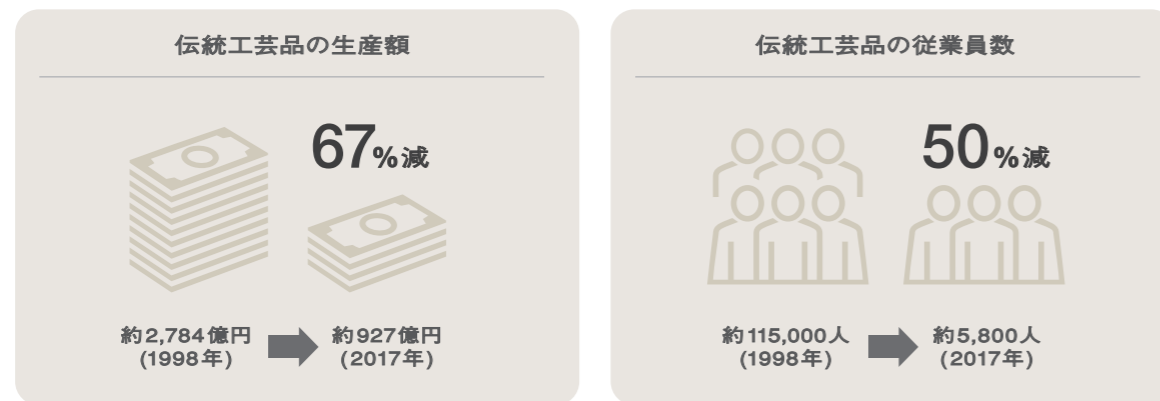 伝統工芸品の生産額
67%減
約2,784億円
(1998年)
約927億円
(2017年)
伝統工芸品の従業員数
50%減
約115,000人
(1998年)
約5,800人
(2017年)